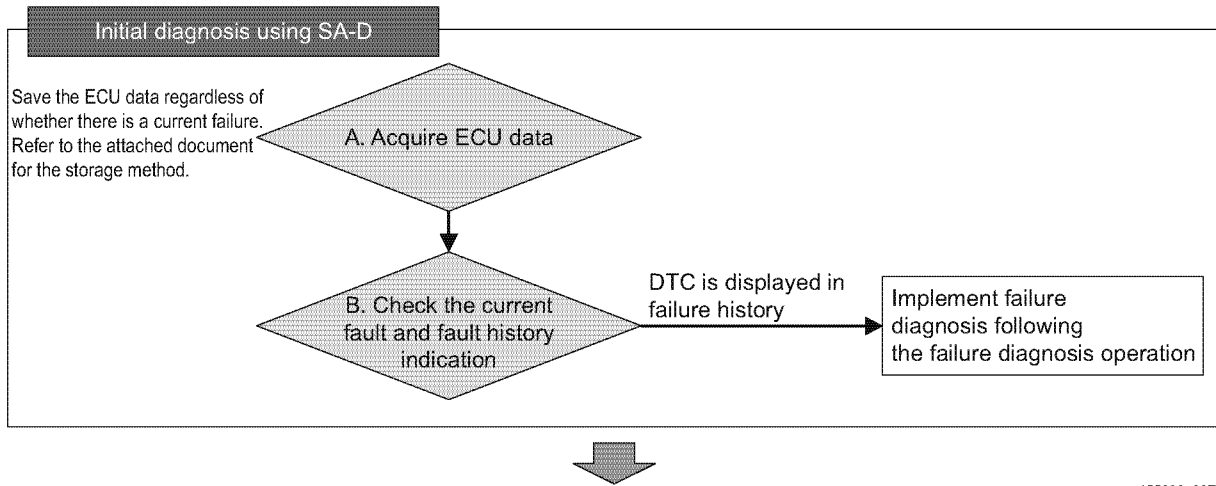 Initial diagnosis using SA-D
Save the ECU data regardless of
whether there is a current failure.
Refer to the attached document
for the storage method.
A. Acquire ECU data
B. Check the current
fault and fault history
indication
DTC is displayed in
failure history
Implement failure
diagnosis following
the failure diagnosis operation